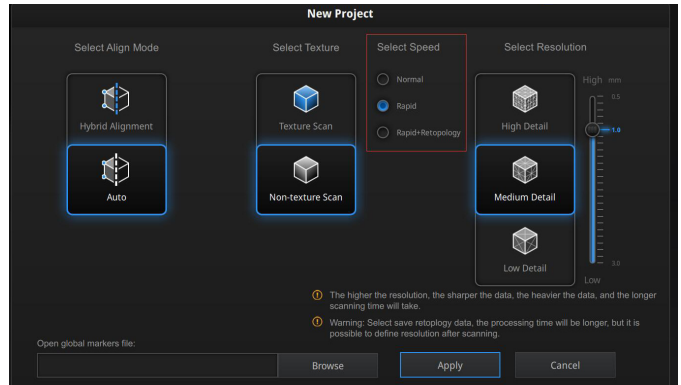 New Project
Select Align Mode
Select Texture
Select Speed
Select Resolution
Hybrid Alignment
Auto
Texture Scan
Non-texture Scan
Normal
Rapid
Rapid+Retopology
High Detail
Medium Detail
Low Detail
High mm
0.5
1.8
3.0
Low
The higher the resolution, the sharper the data, the heavier the data, and the longer
scanning time will take.
Warning: Select save retoplogy data, the processing time will be longer, but it is
possible to define resolution after scanning.
Open global markers file:
Browse
Apply
Cancel